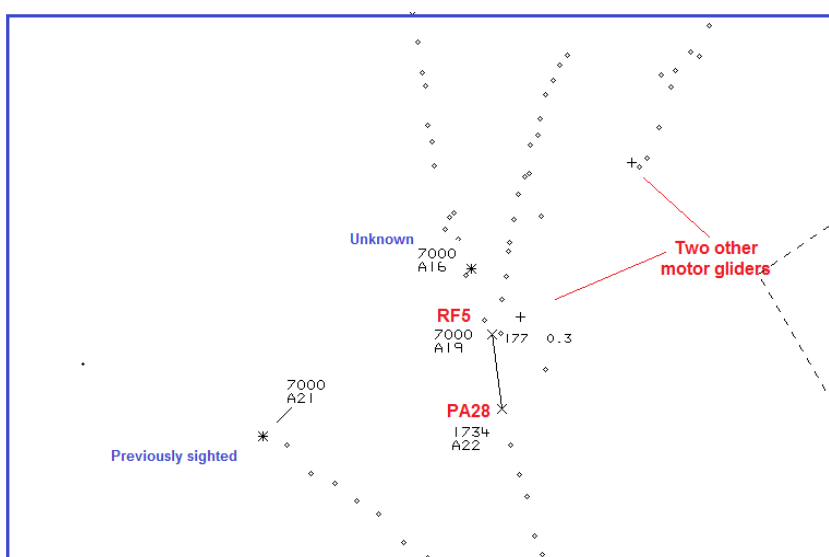 Unknown
7000
A16
Two other
motor gliders
RF5
7000
A19
177 0.3
7000
A21
PA28
1734
A22
Previously sighted